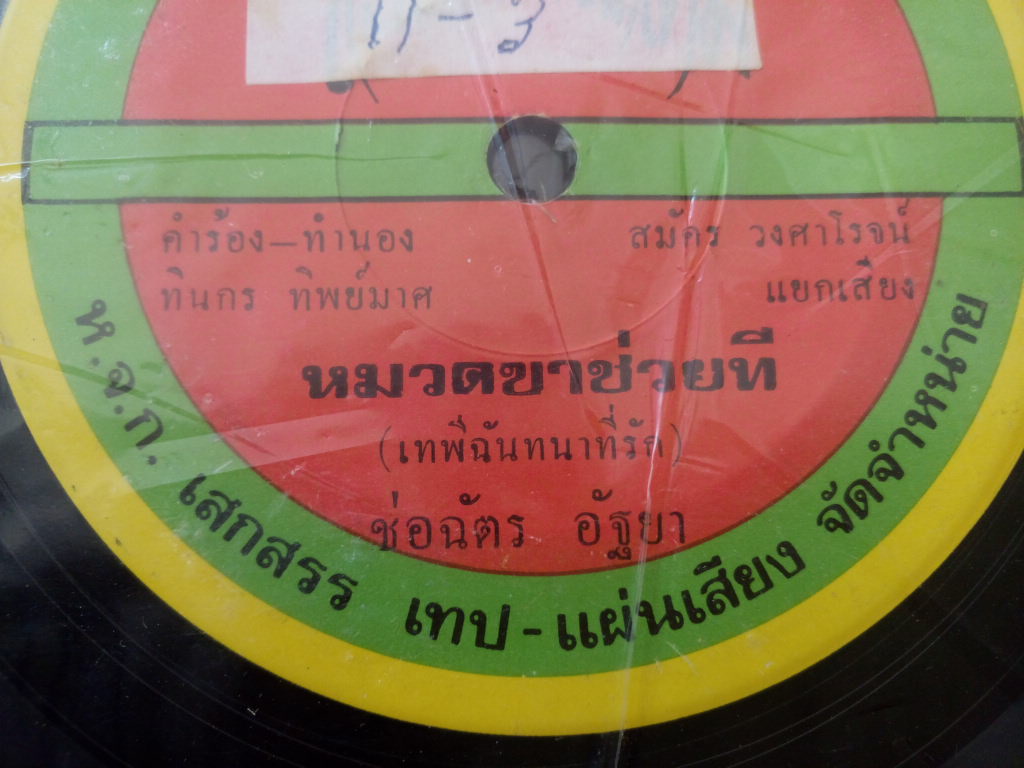 11-3
คำร้อง-ทำนอง
ทินกร ทิพย์มาศ
สมัคร วงศาโรจน์
แยกเสียง
หมวดขาช่วยที
(เทพีฉันทนาที่รัก)
ช่อฉัตร อัฐยา
ห.จ.ก. เสกสรร เทป-แผ่นเสียง จัดจำหน่าย